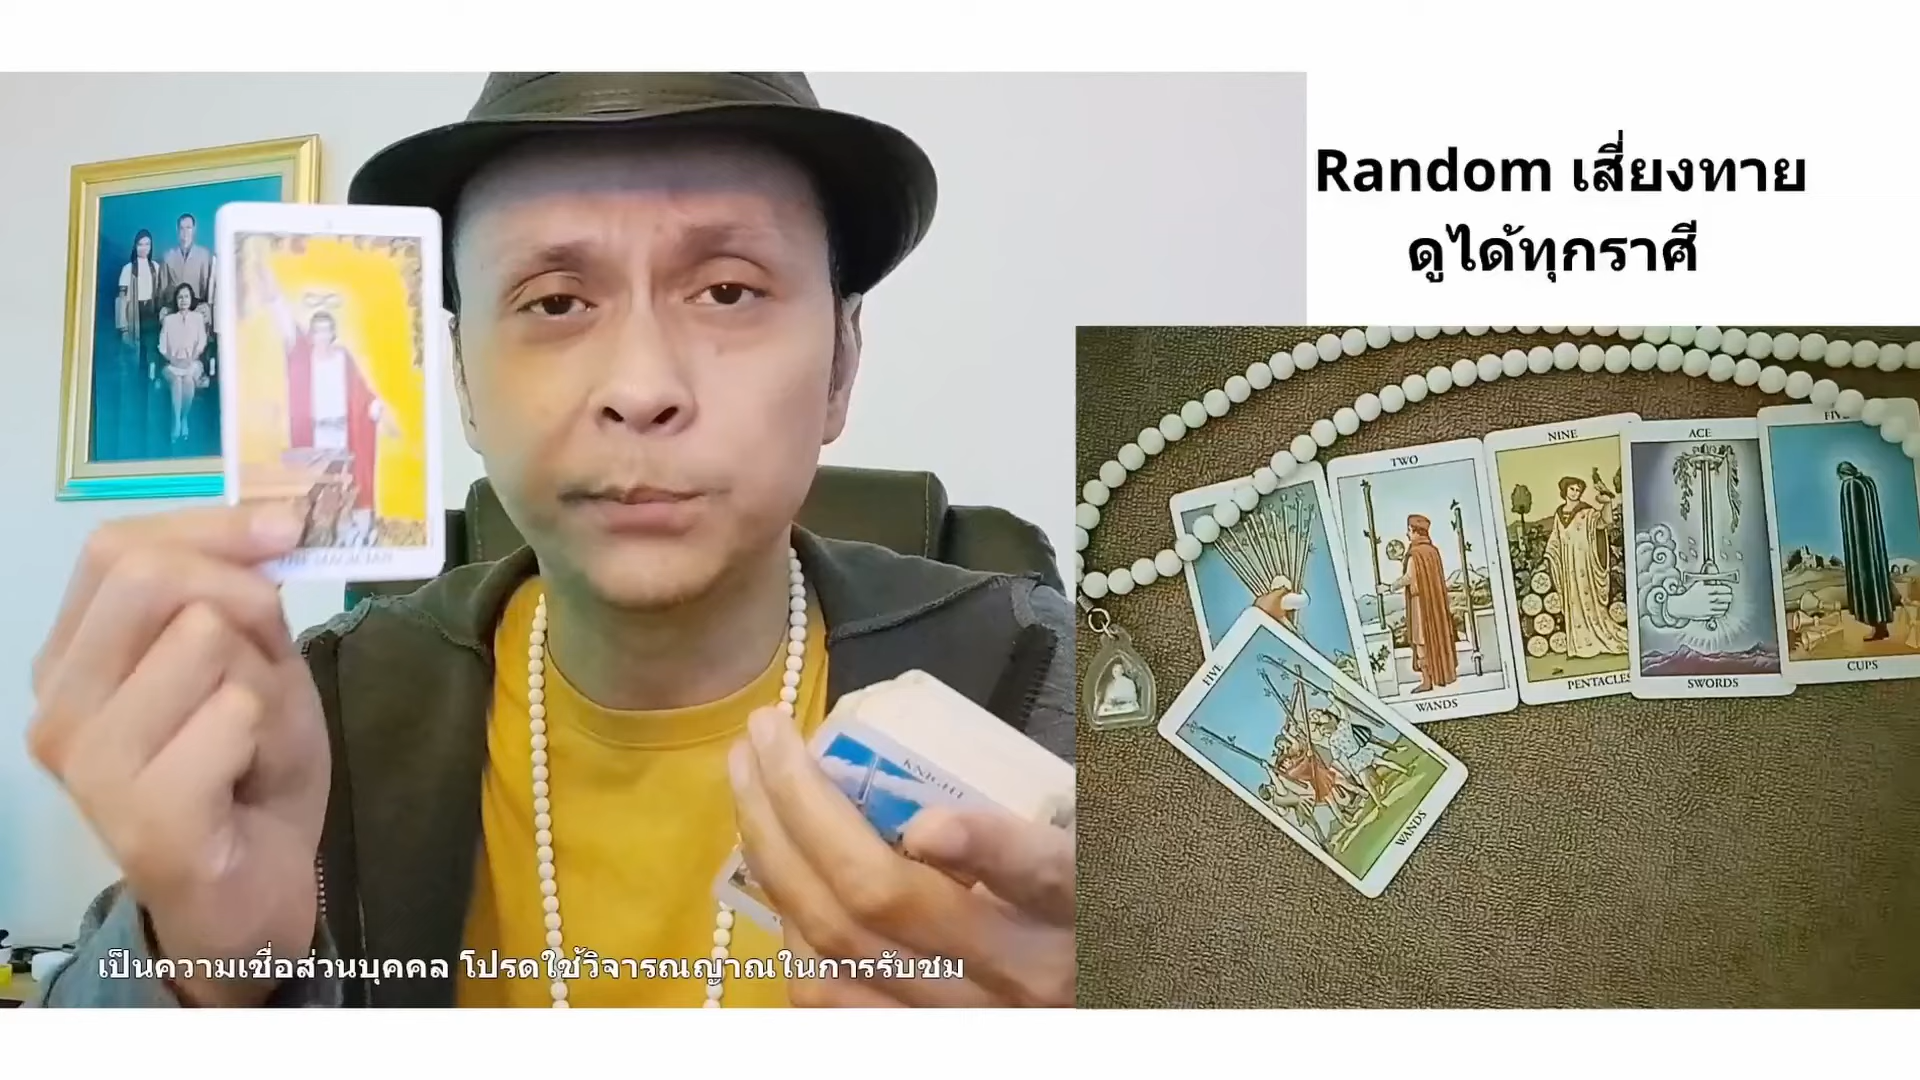 Random เสี่ยงทาย
ดูได้ทุกราศี
THE MAGICIAN
KNIGHT
TWO
WANDS
NINE
PENTACLES
ACE
SWORDS
FIVE
CUPS
FIVE
WANDS
เป็นความเชื่อส่วนบุคคล โปรดใช้วิจารณญาณในการรับชม